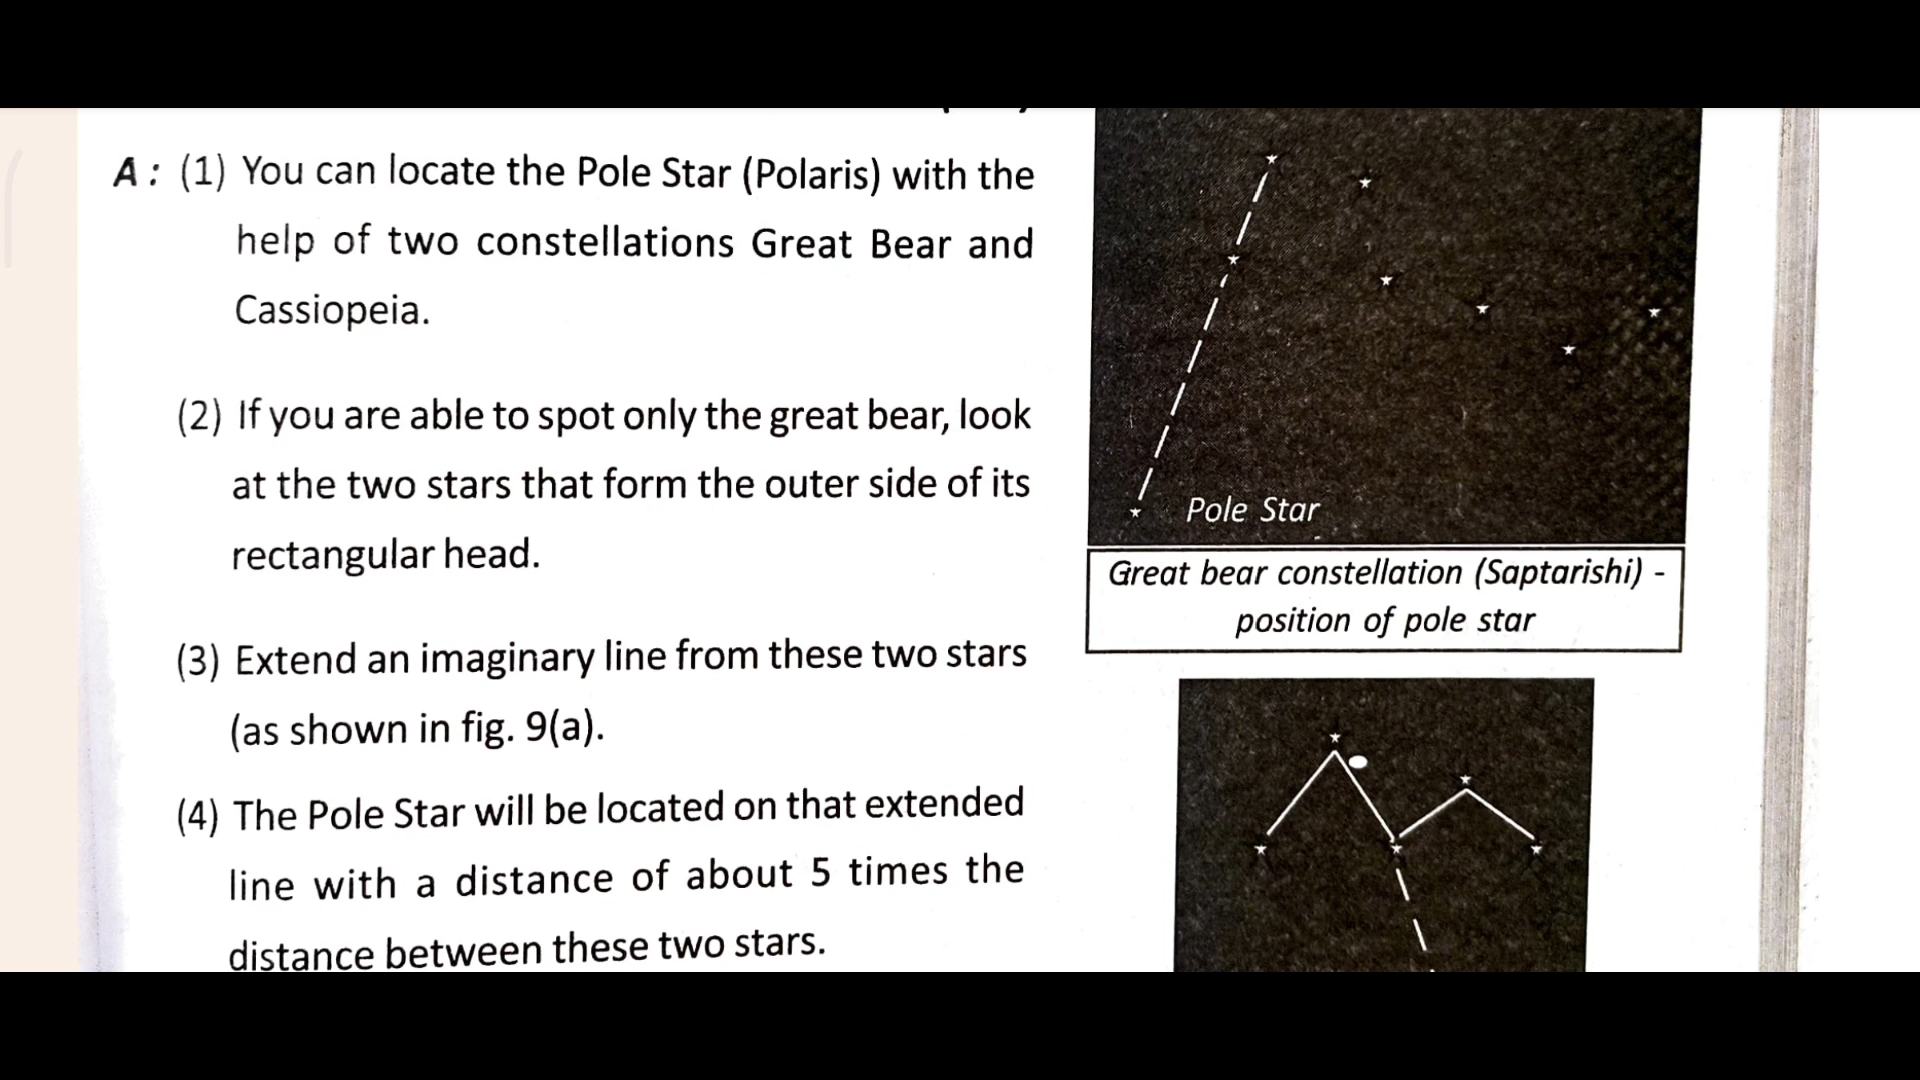 A : (1) You can locate the Pole Star (Polaris) with the
help of two constellations Great Bear and
Cassiopeia.
(2) If you are able to spot only the great bear, look
at the two stars that form the outer side of its
rectangular head.
(3) Extend an imaginary line from these two stars
(as shown in fig. 9(a).
(4) The Pole Star will be located on that extended
line with a distance of about 5 times the
distance between these two stars.
Pole Star
Great bear constellation (Saptarishi) -
position of pole star